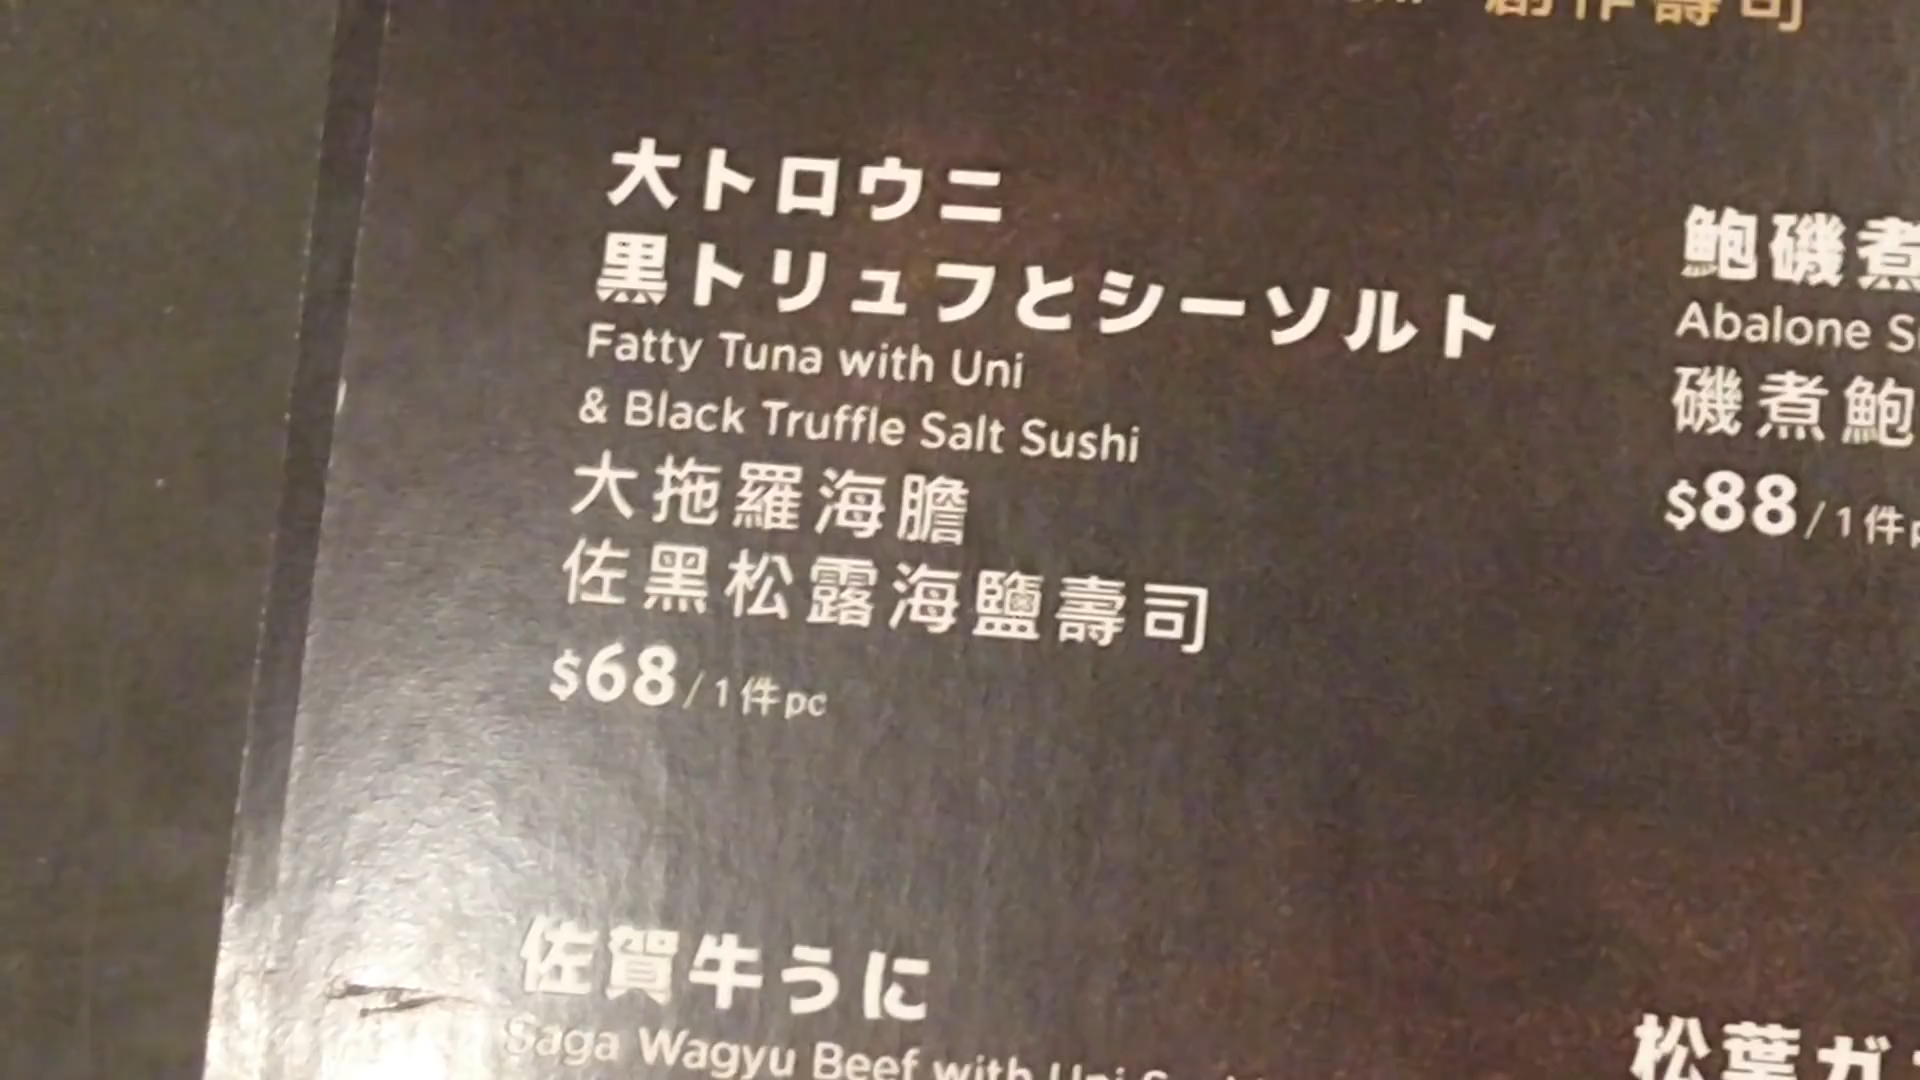 創作壽司
大トロウニ
黒トリュフとシーソルト
Fatty Tuna with Uni
& Black Truffle Salt Sushi
大拖羅海膽
佐黑松露海鹽壽司
$68/1件pc
鮑磯煮
Abalone
磯煮鮑
$88/1件
佐賀牛うに
Saga Wagyu Beef with Uni
松葉ガ